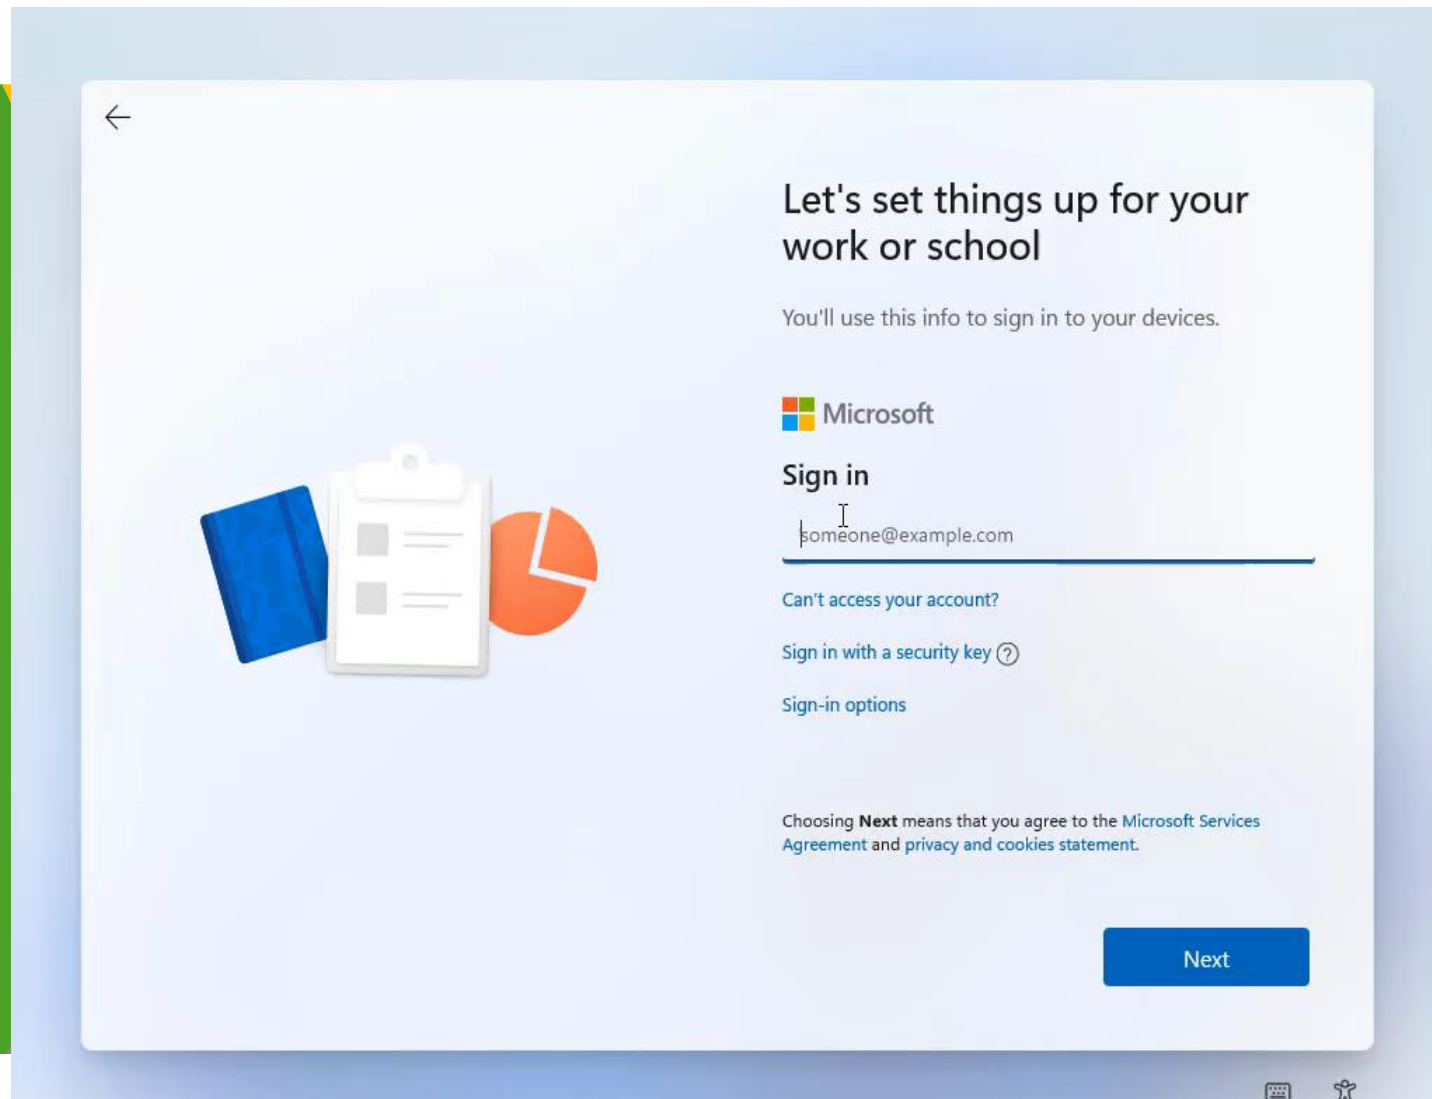 Let's set things up for your
work or school
You'll use this info to sign in to your devices.
Microsoft
Sign in
someone@example.com
Can't access your account?
Sign in with a security key
Sign-in options
Choosing Next means that you agree to the Microsoft Services
Agreement and privacy and cookies statement.
Next